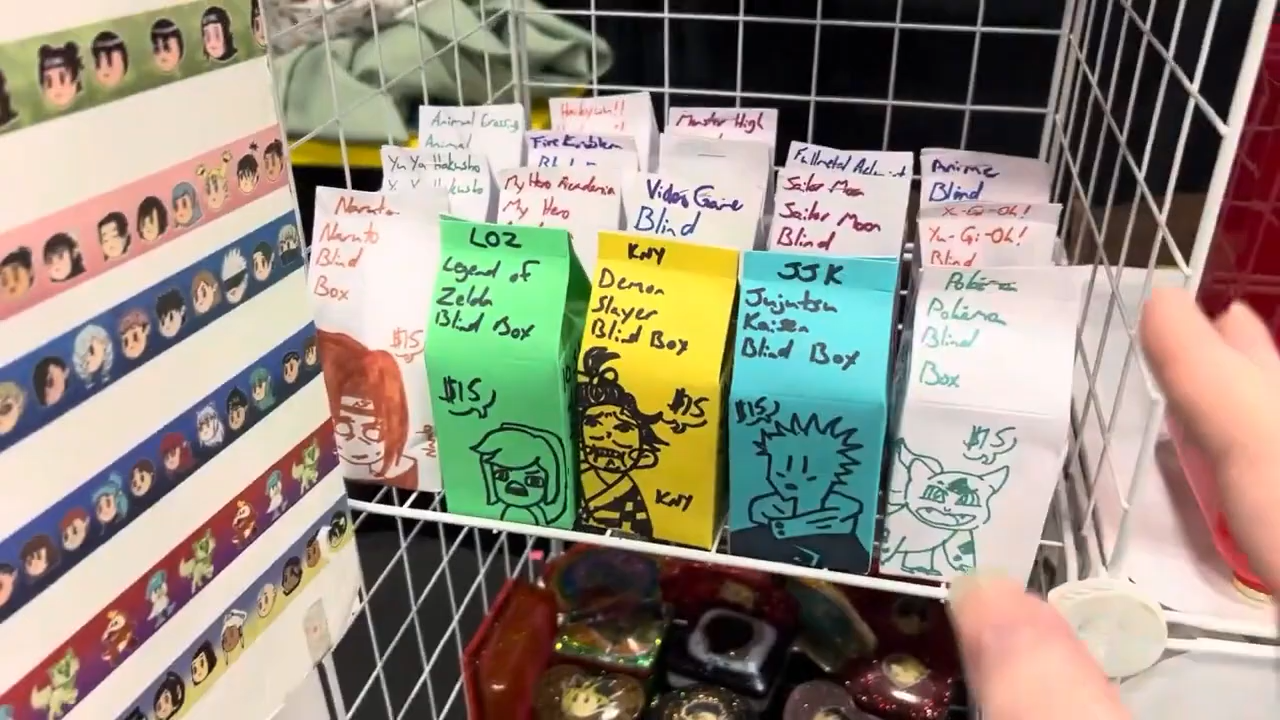 Animal Crossing
Animal
Haikyuu!!
Monster High
Yu Yu Hakusho
Yu Yu Hakusho
Fire Emblem
Fullmetal Alchemist
Anime
Blind
Naruto
Naruto
Blind
Box
$15
My Hero Academia
My Hero
Video Game
Blind
Sailor Moon
Sailor Moon
Blind
Yu-Gi-Oh!
Yu-Gi-Oh!
Blind
LOZ
Legend of
Zelda
Blind Box
$15
KNY
Demon
Slayer
Blind Box
$15
KNY
JJK
Jujutsu
Kaisen
Blind Box
$15
Pokémon
Pokémon
Blind
Box
$15